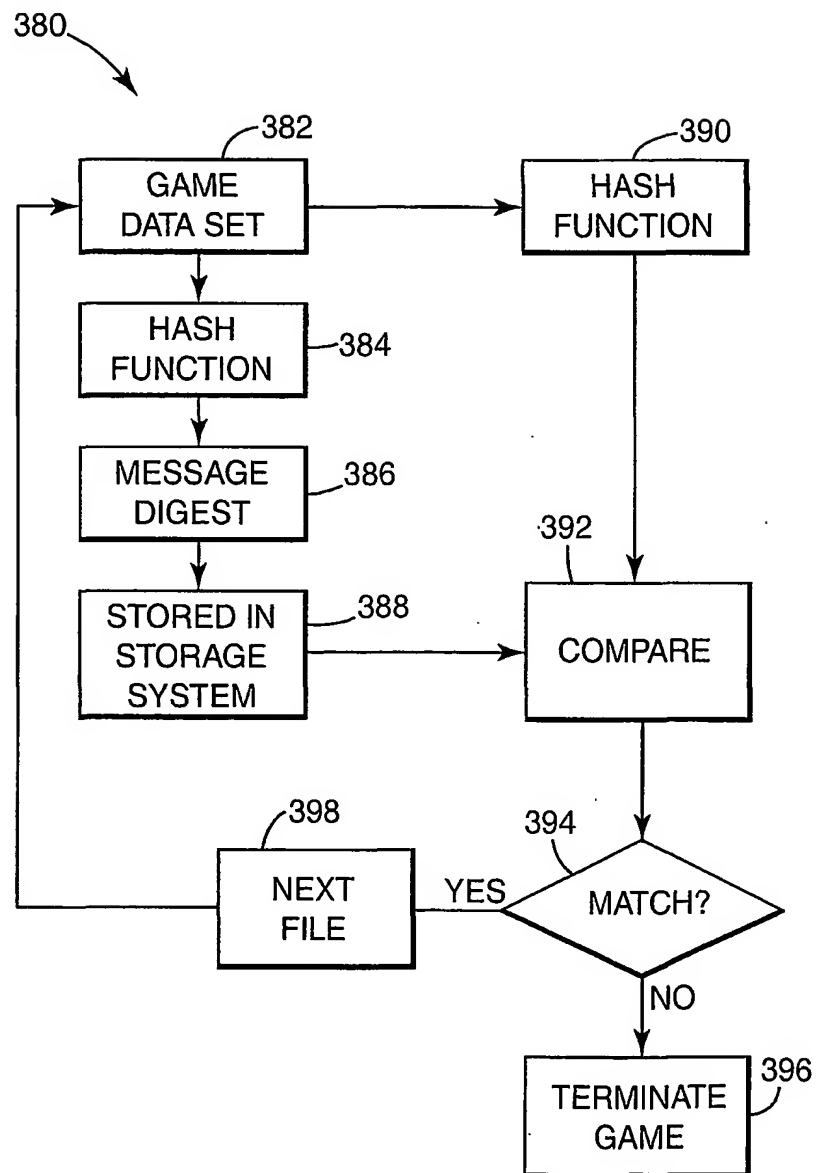 380
382
GAME
DATA SET
390
HASH
FUNCTION
HASH
FUNCTION
384
MESSAGE
DIGEST
386
STORED IN
STORAGE
SYSTEM
388
392
COMPARE
394
MATCH?
YES
398
NEXT
FILE
NO
TERMINATE
GAME
396